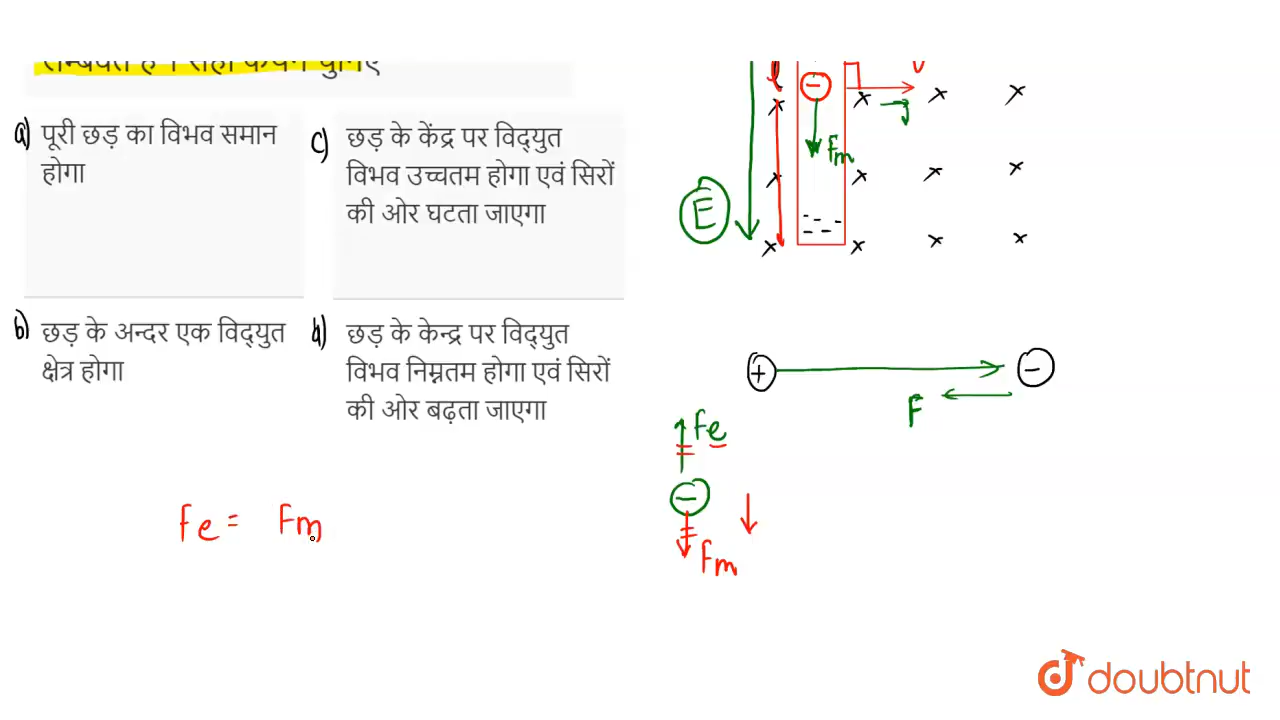 a) पूरी छड़ का विभव समान
होगा
c) छड़ के केंद्र पर विद्युत
विभव उच्चतम होगा एवं सिरों
की ओर घटता जाएगा
b) छड़ के अन्दर एक विद्युत
क्षेत्र होगा
d) छड़ के केन्द्र पर विद्युत
विभव निम्नतम होगा एवं सिरों
की ओर बढ़ता जाएगा
Fe = Fm
l
−
x x x x
Fm
x x x x
E
x x x x
+ −
F
Fe
−
Fm
doubtnut